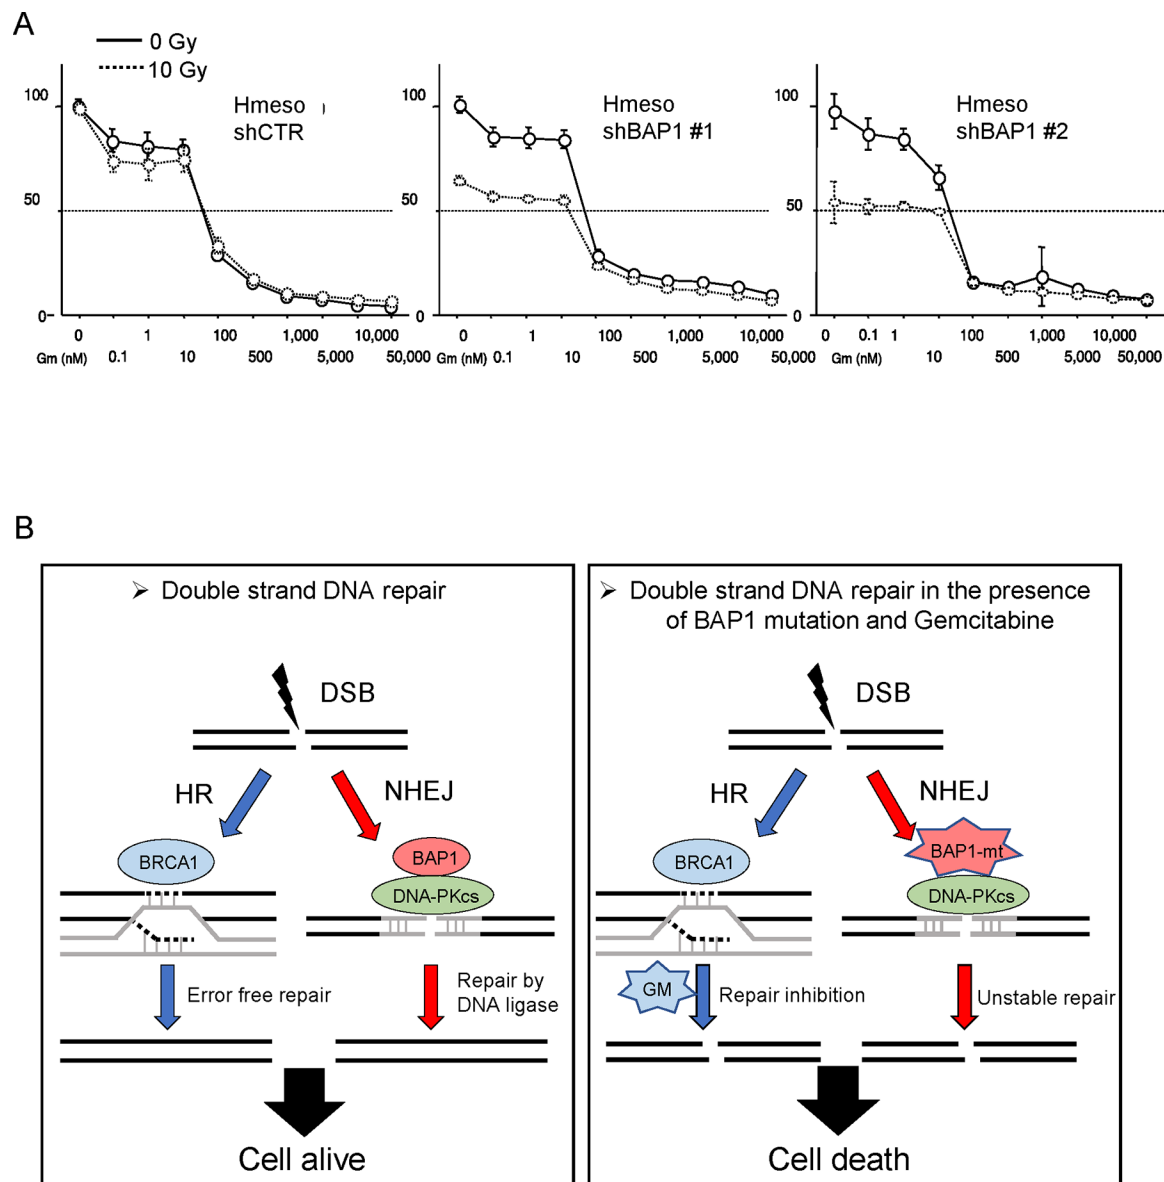 A
0 Gy
10 Gy
100
50
0
Hmeso
shCTR
0 1 100 1,000 10,000
Gm (nM) 0.1 10 500 5,000 50,000
100
50
0
Hmeso
shBAP1 #1
0 1 100 1,000 10,000
Gm (nM) 0.1 10 500 5,000 50,000
100
50
0
Hmeso
shBAP1 #2
0 1 100 1,000 10,000
Gm (nM) 0.1 10 500 5,000 50,000
B
➢ Double strand DNA repair
DSB
HR
NHEJ
BRCA1
BAP1
DNA-PKcs
Error free repair
Repair by
DNA ligase
Cell alive
➢ Double strand DNA repair in the presence
of BAP1 mutation and Gemcitabine
DSB
HR
NHEJ
BRCA1
BAP1-mt
DNA-PKcs
GM
Repair inhibition
Unstable repair
Cell death